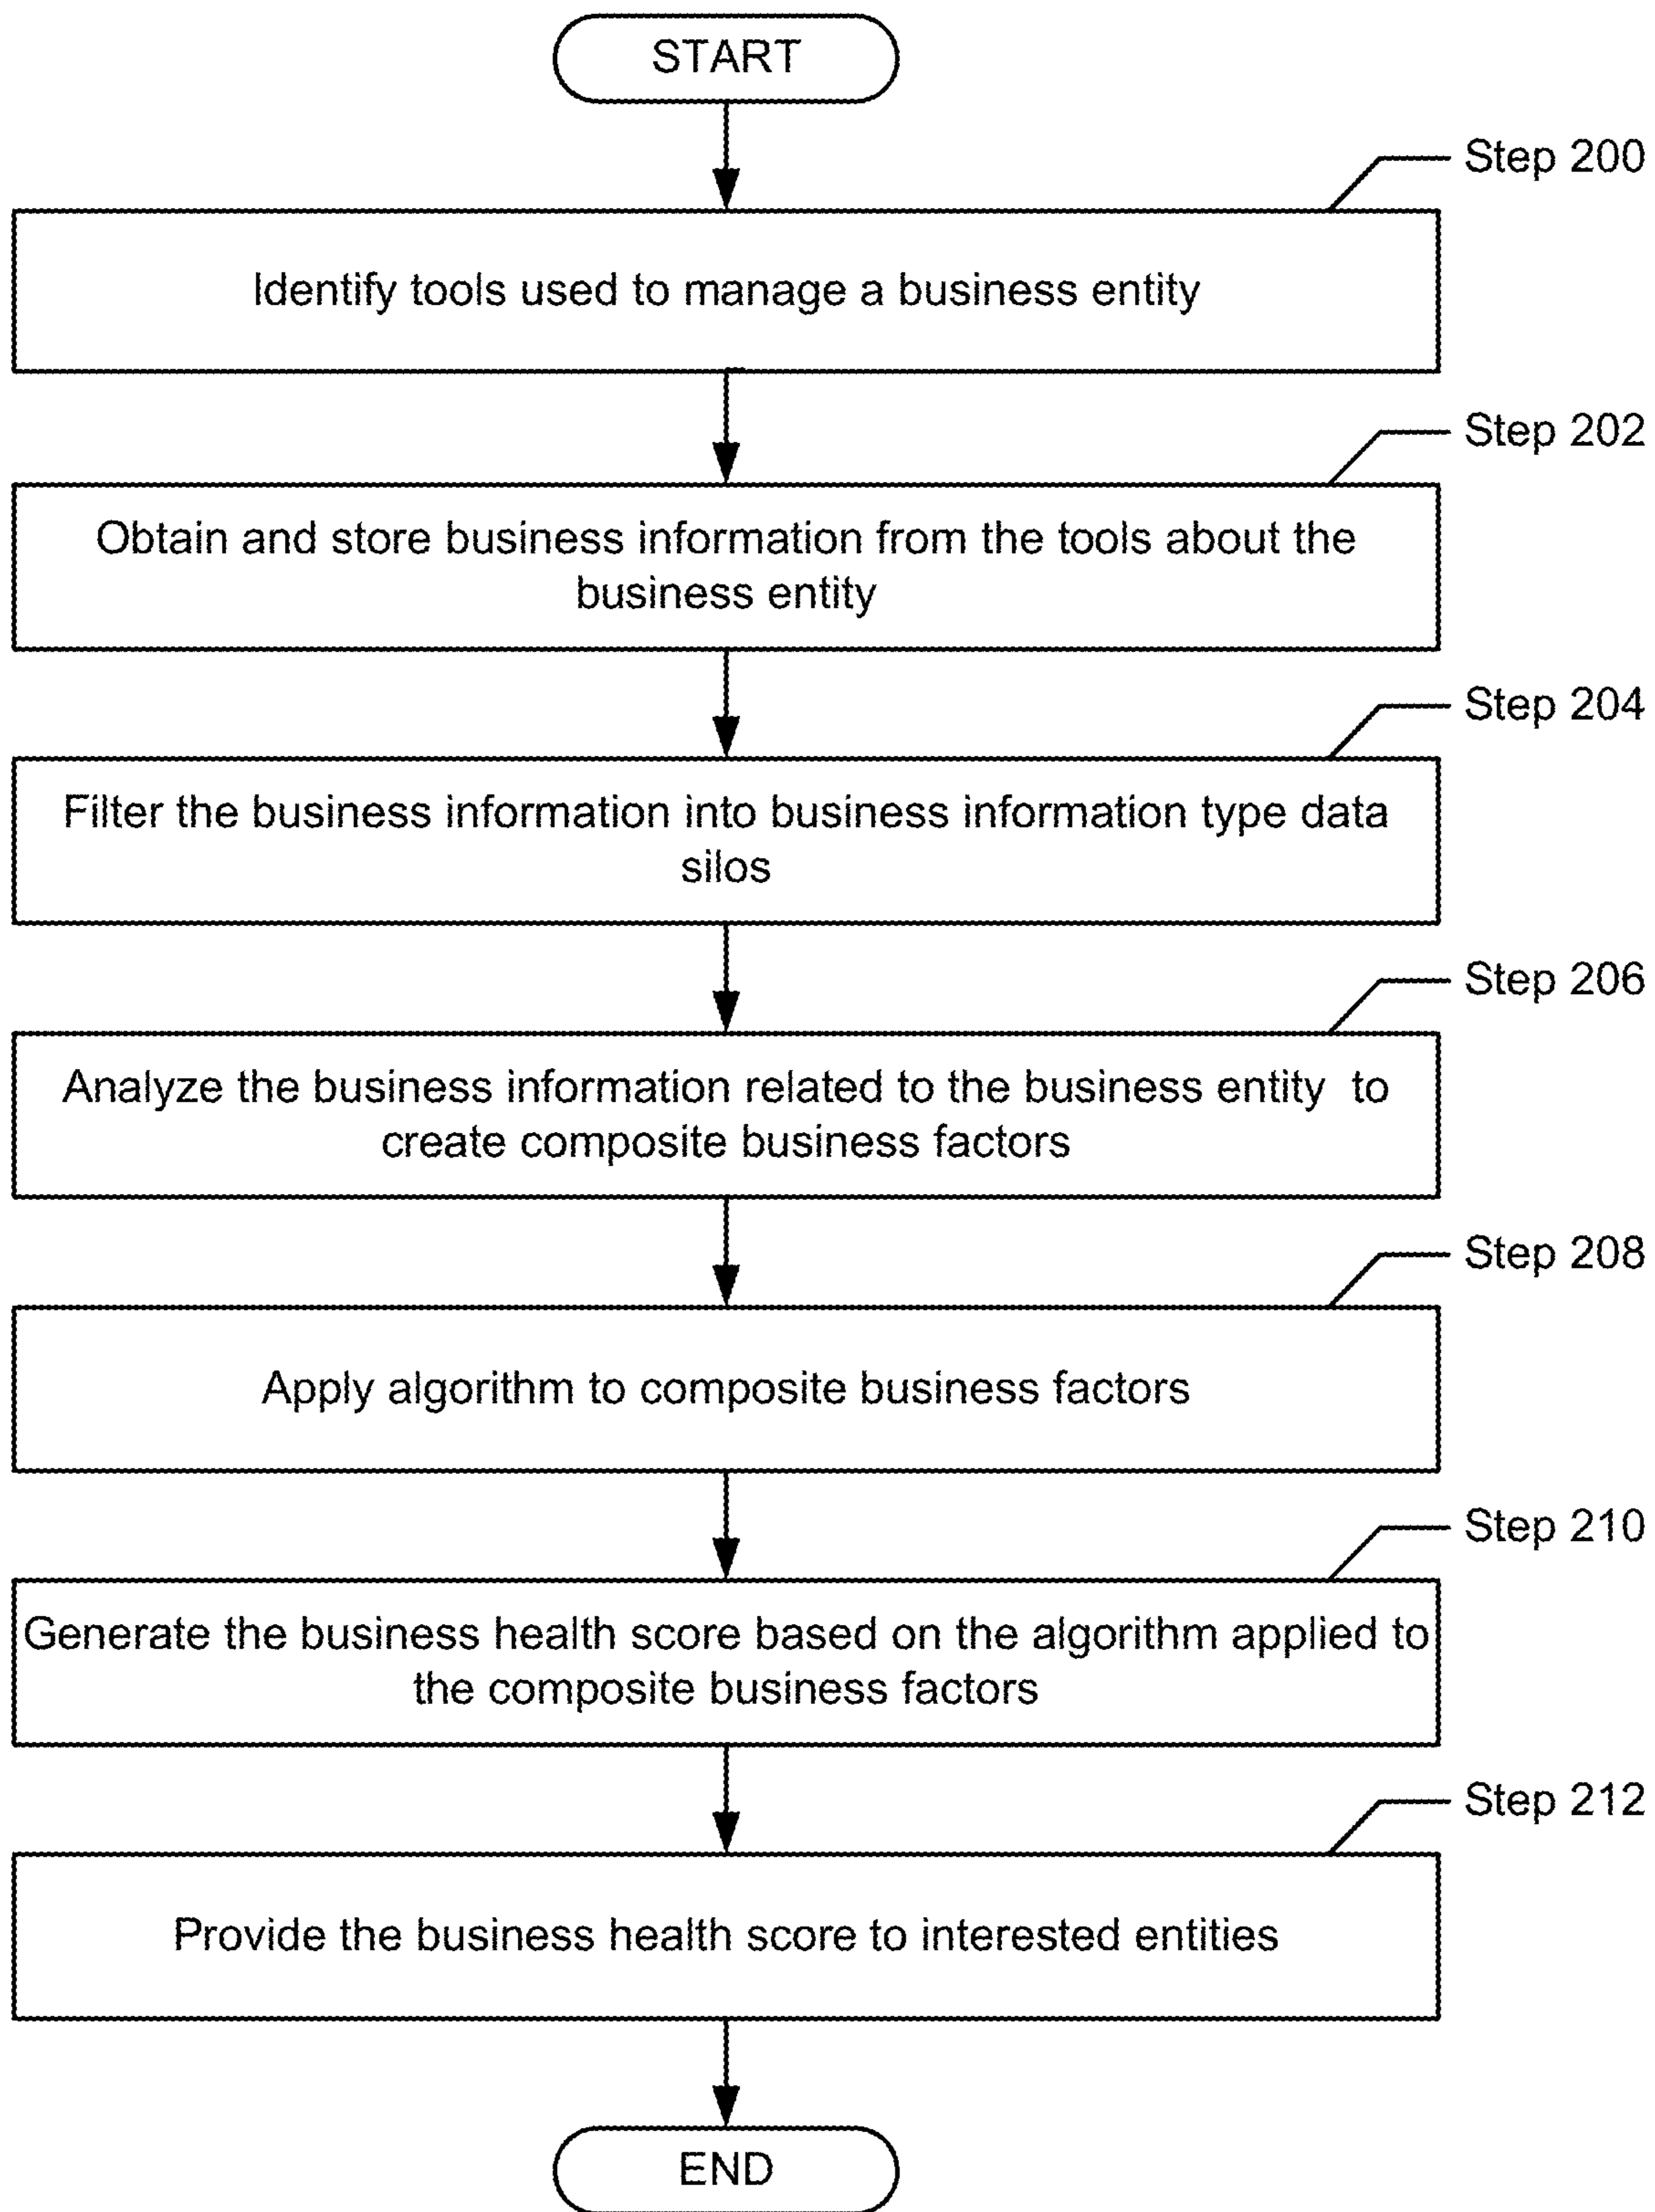 START
Step 200
Identify tools used to manage a business entity
Step 202
Obtain and store business information from the tools about the
business entity
Step 204
Filter the business information into business information type data
silos
Step 206
Analyze the business information related to the business entity to
create composite business factors
Step 208
Apply algorithm to composite business factors
Step 210
Generate the business health score based on the algorithm applied to
the composite business factors
Step 212
Provide the business health score to interested entities
END